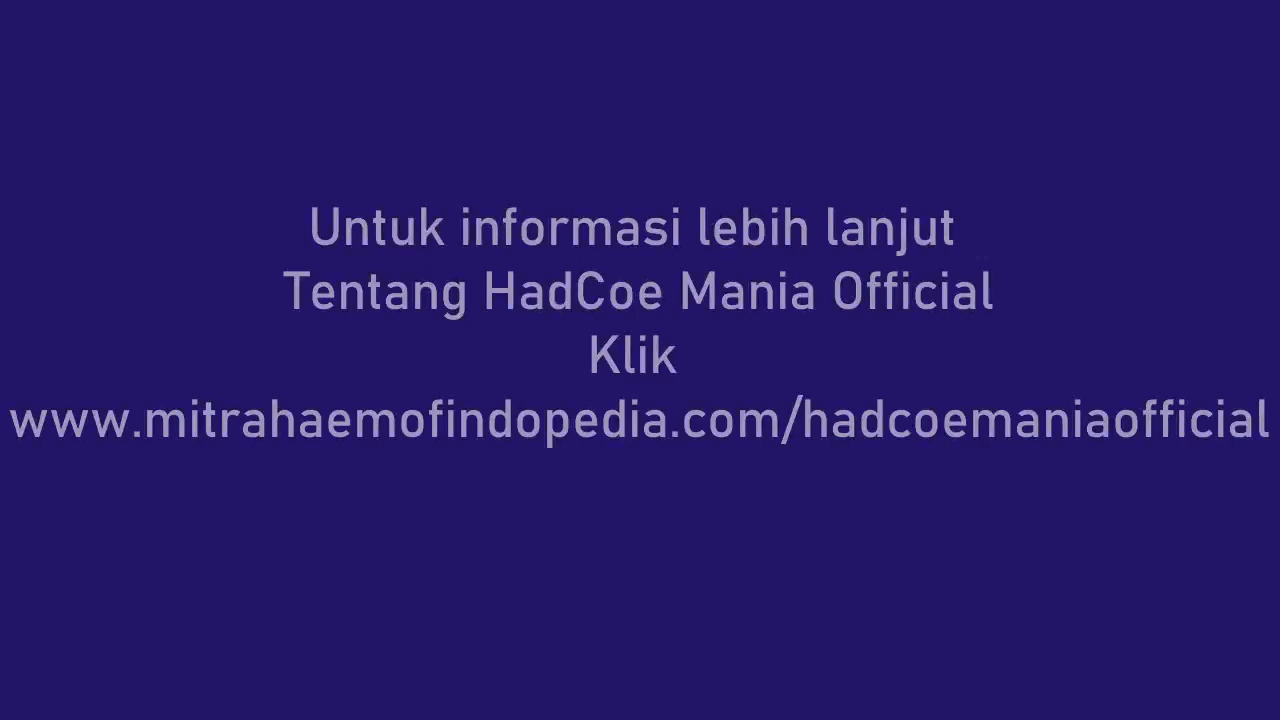 Untuk informasi lebih lanjut
Tentang HadCoe Mania Official
Klik
www.mitrahaemofindopedia.com/hadcoemaniaofficial